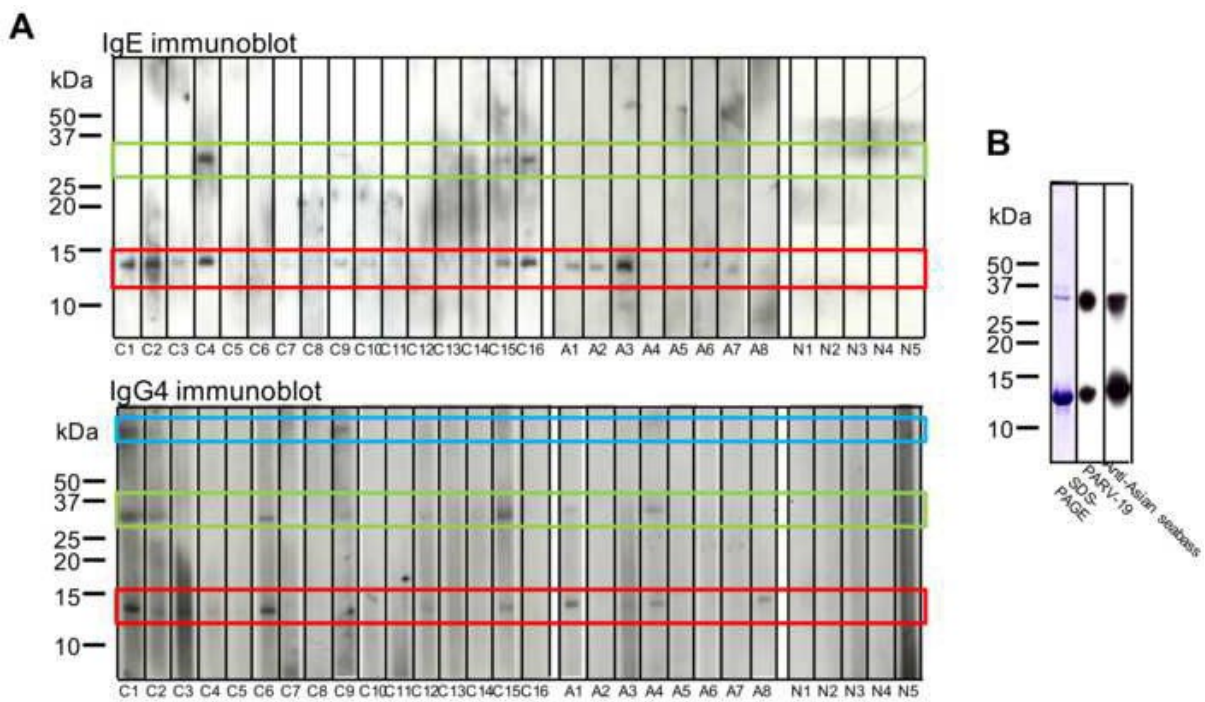 A
IgE immunoblot
kDa
50
37
25
20
15
10
C1 C2 C3 C4 C5 C6 C7 C8 C9 C10 C11 C12 C13 C14 C15 C16 A1 A2 A3 A4 A5 A6 A7 A8 N1 N2 N3 N4 N5
IgG4 immunoblot
kDa
50
37
25
20
15
10
C1 C2 C3 C4 C5 C6 C7 C8 C9 C10 C11 C12 C13 C14 C15 C16 A1 A2 A3 A4 A5 A6 A7 A8 N1 N2 N3 N4 N5
B
kDa
50
37
25
20
15
10
SDS-
PAGE
PARV-19
Anti-Asian seabass